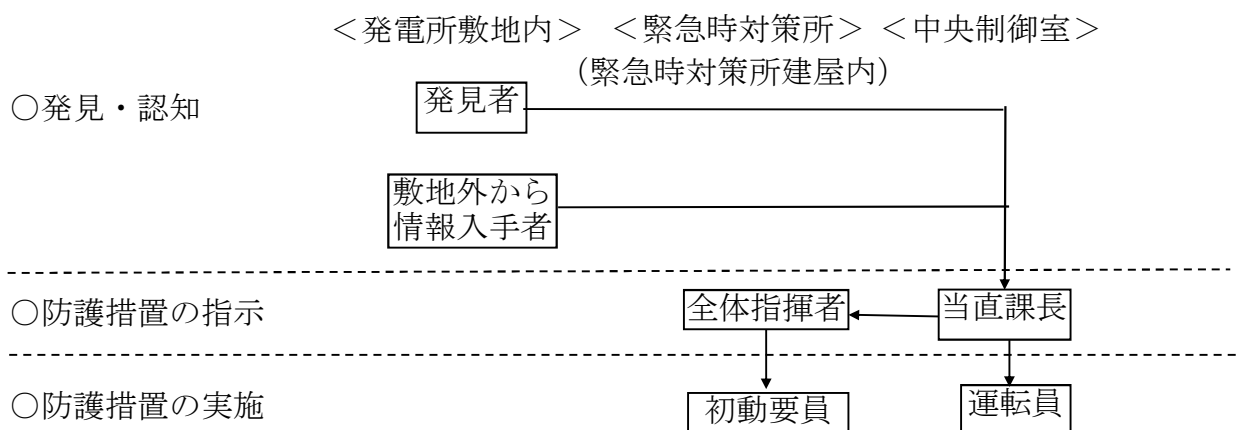 ＜発電所敷地内＞ ＜緊急時対策所＞ ＜中央制御室＞
（緊急時対策所建屋内）
○発見・認知
発見者
敷地外から
情報入手者
○防護措置の指示
全体指揮者
当直課長
○防護措置の実施
初動要員
運転員